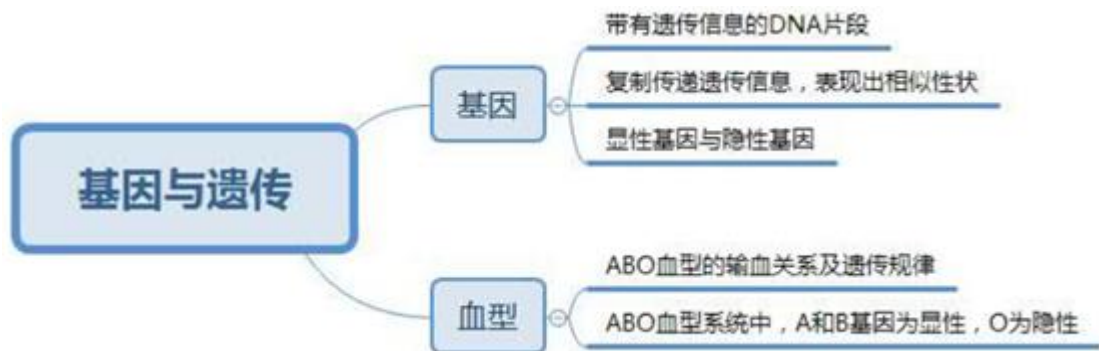 基因与遗传
基因
带有遗传信息的DNA片段
复制传递遗传信息，表现出相似性状
显性基因与隐性基因
血型
ABO血型的输血关系及遗传规律
ABO血型系统中，A和B基因为显性，O为隐性